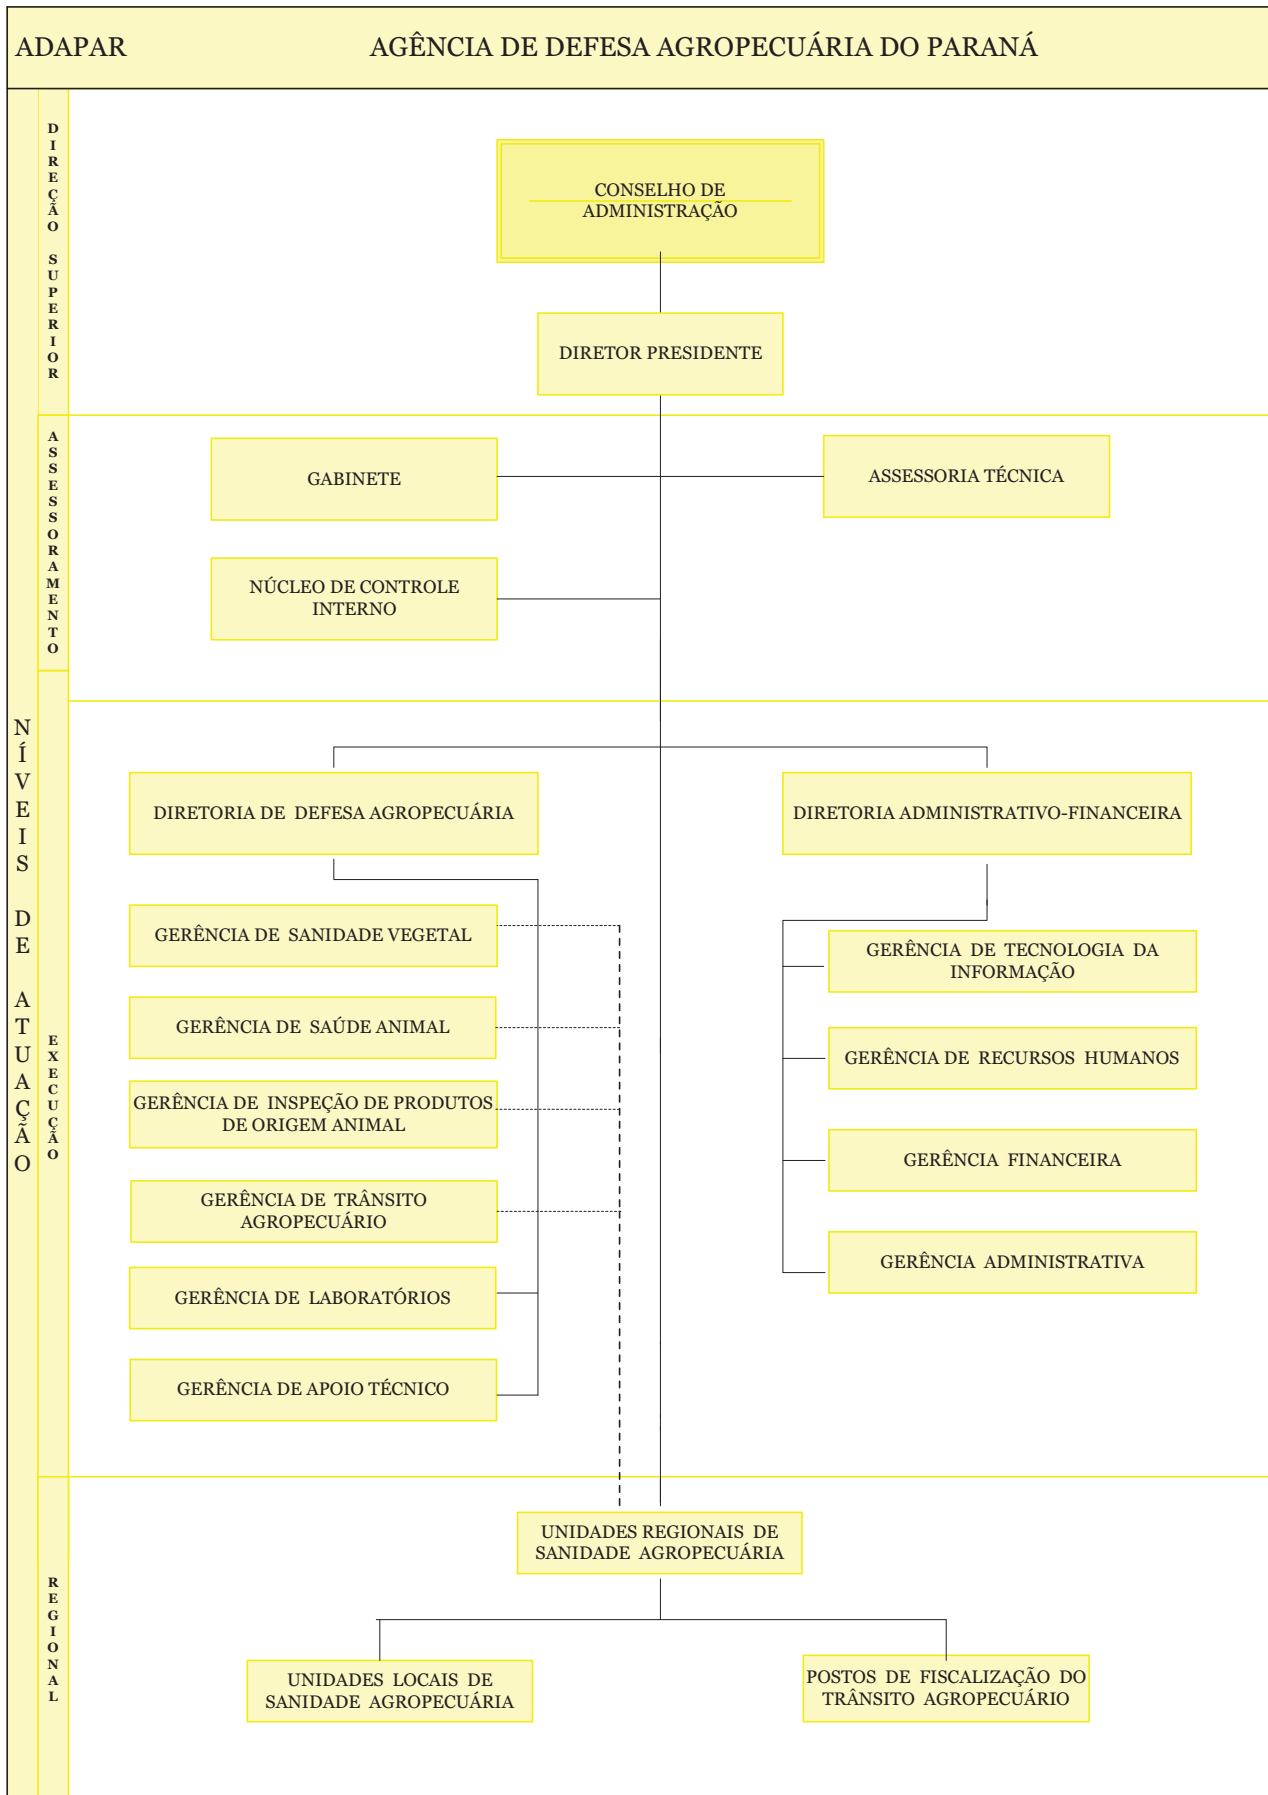 ADAPAR
AGÊNCIA DE DEFESA AGROPECUÁRIA DO PARANÁ
NÍVEIS DE ATUAÇÃO
DIREÇÃO SUPERIOR
CONSELHO DE
ADMINISTRAÇÃO
DIRETOR PRESIDENTE
ASSESSORAMENTO
GABINETE
ASSESSORIA TÉCNICA
NÚCLEO DE CONTROLE
INTERNO
EXECUÇÃO
DIRETORIA DE DEFESA AGROPECUÁRIA
GERÊNCIA DE SANIDADE VEGETAL
GERÊNCIA DE SAÚDE ANIMAL
GERÊNCIA DE INSPEÇÃO DE PRODUTOS
DE ORIGEM ANIMAL
GERÊNCIA DE TRÂNSITO
AGROPECUÁRIO
GERÊNCIA DE LABORATÓRIOS
GERÊNCIA DE APOIO TÉCNICO
DIRETORIA ADMINISTRATIVO-FINANCEIRA
GERÊNCIA DE TECNOLOGIA DA
INFORMAÇÃO
GERÊNCIA DE RECURSOS HUMANOS
GERÊNCIA FINANCEIRA
GERÊNCIA ADMINISTRATIVA
REGIONAL
UNIDADES REGIONAIS DE
SANIDADE AGROPECUÁRIA
UNIDADES LOCAIS DE
SANIDADE AGROPECUÁRIA
POSTOS DE FISCALIZAÇÃO DO
TRÂNSITO AGROPECUÁRIO